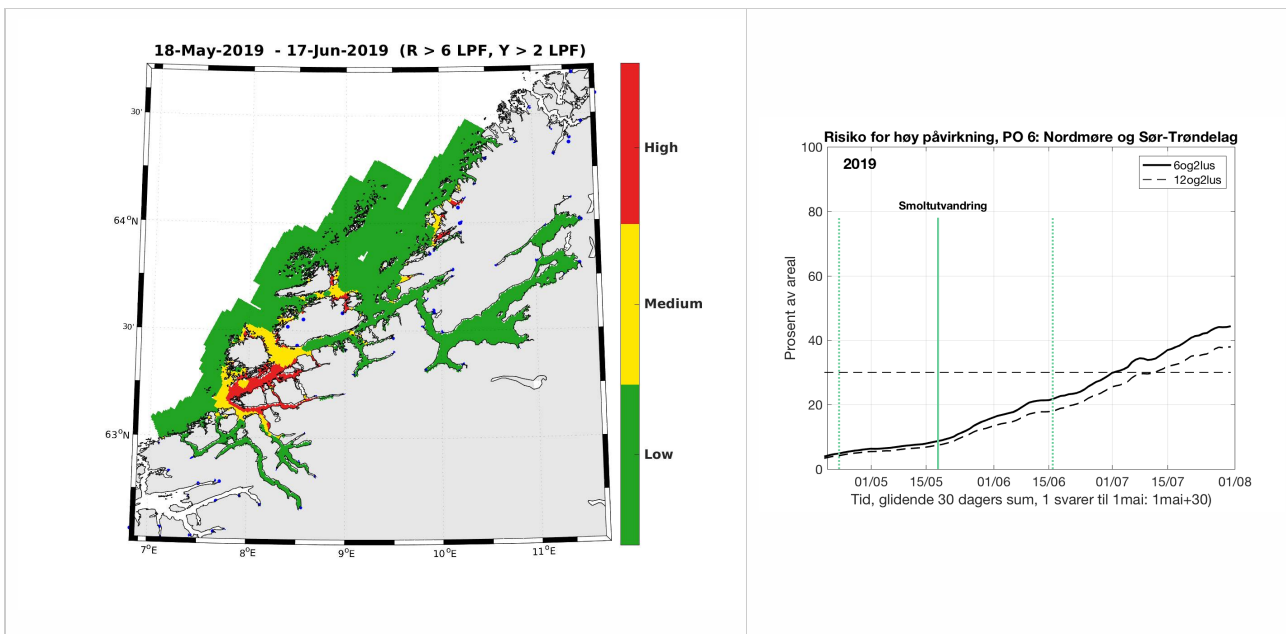 18-May-2019 - 17-Jun-2019 (R > 6 LPF, Y > 2 LPF)
30'
64°N
30'
63°N
7°E
8°E
9°E
10°E
11°E
High
Medium
Low
Risiko for høy påvirkning, PO 6: Nordmøre og Sør-Trøndelag
2019
6og2lus
12og2lus
Smoltutvandring
Prosent av areal
100
80
60
40
20
0
01/05
15/05
01/06
15/06
01/07
15/07
01/08
Tid, glidende 30 dagers sum, 1 svarer til 1mai: 1mai+30)